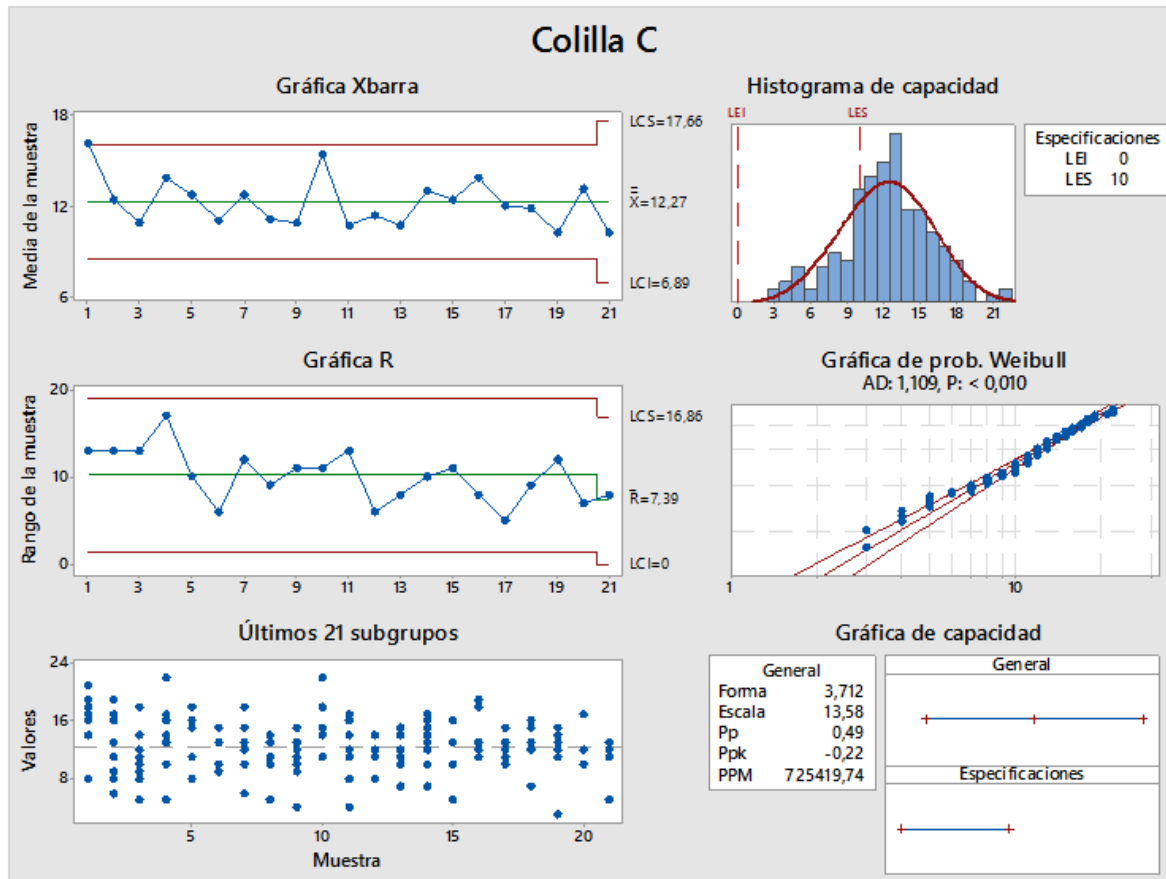 Colilla C
Gráfica Xbarra
Media de la muestra
18
12
6
1 3 5 7 9 11 13 15 17 19 21
LCS=17,66
X=12,27
LCI=6,89
Histograma de capacidad
LEI LES
0 3 6 9 12 15 18 21
Especificaciones
LEI 0
LES 10
Gráfica R
Rango de la muestra
20
10
0
1 3 5 7 9 11 13 15 17 19 21
LCS=16,86
R=7,39
LCI=0
Gráfica de prob. Weibull
AD: 1,109, P: < 0,010
1 10
Últimos 21 subgrupos
Valores
24
16
8
5 10 15 20
Muestra
Gráfica de capacidad
General
Forma 3,712
Escala 13,58
Pp 0,49
Ppk -0,22
PPM 725419,74
General
Especificaciones